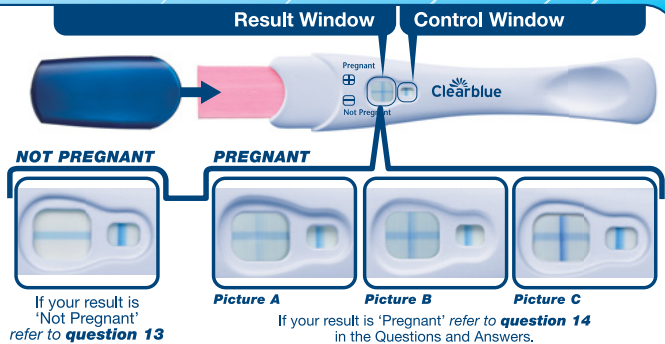 Result Window
Control Window
Pregnant
Not Pregnant
Clearblue
NOT PREGNANT
PREGNANT
If your result is
'Not Pregnant'
refer to question 13
Picture A
Picture B
Picture C
If your result is 'Pregnant' refer to question 14
in the Questions and Answers.